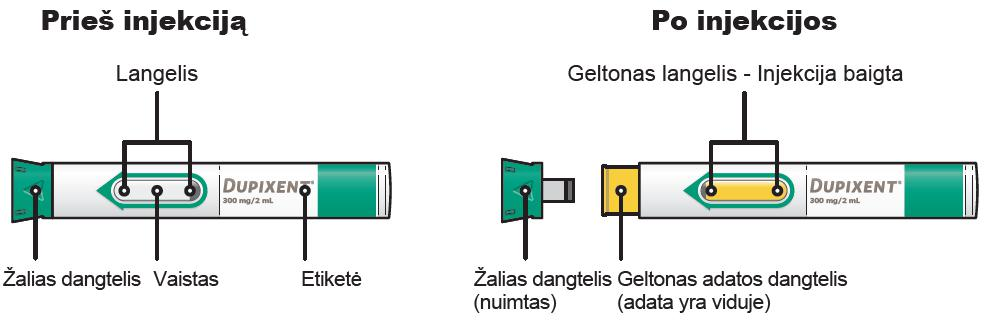 Prieš injekciją
Langelis
DUPIXENT®
300 mg/2 mL
Žalias dangtelis
Vaistas
Etiketė
Po injekcijos
Geltonas langelis - Injekcija baigta
DUPIXENT®
300 mg/2 mL
Žalias dangtelis
(nuimtas)
Geltonas adatos dangtelis
(adata yra viduje)